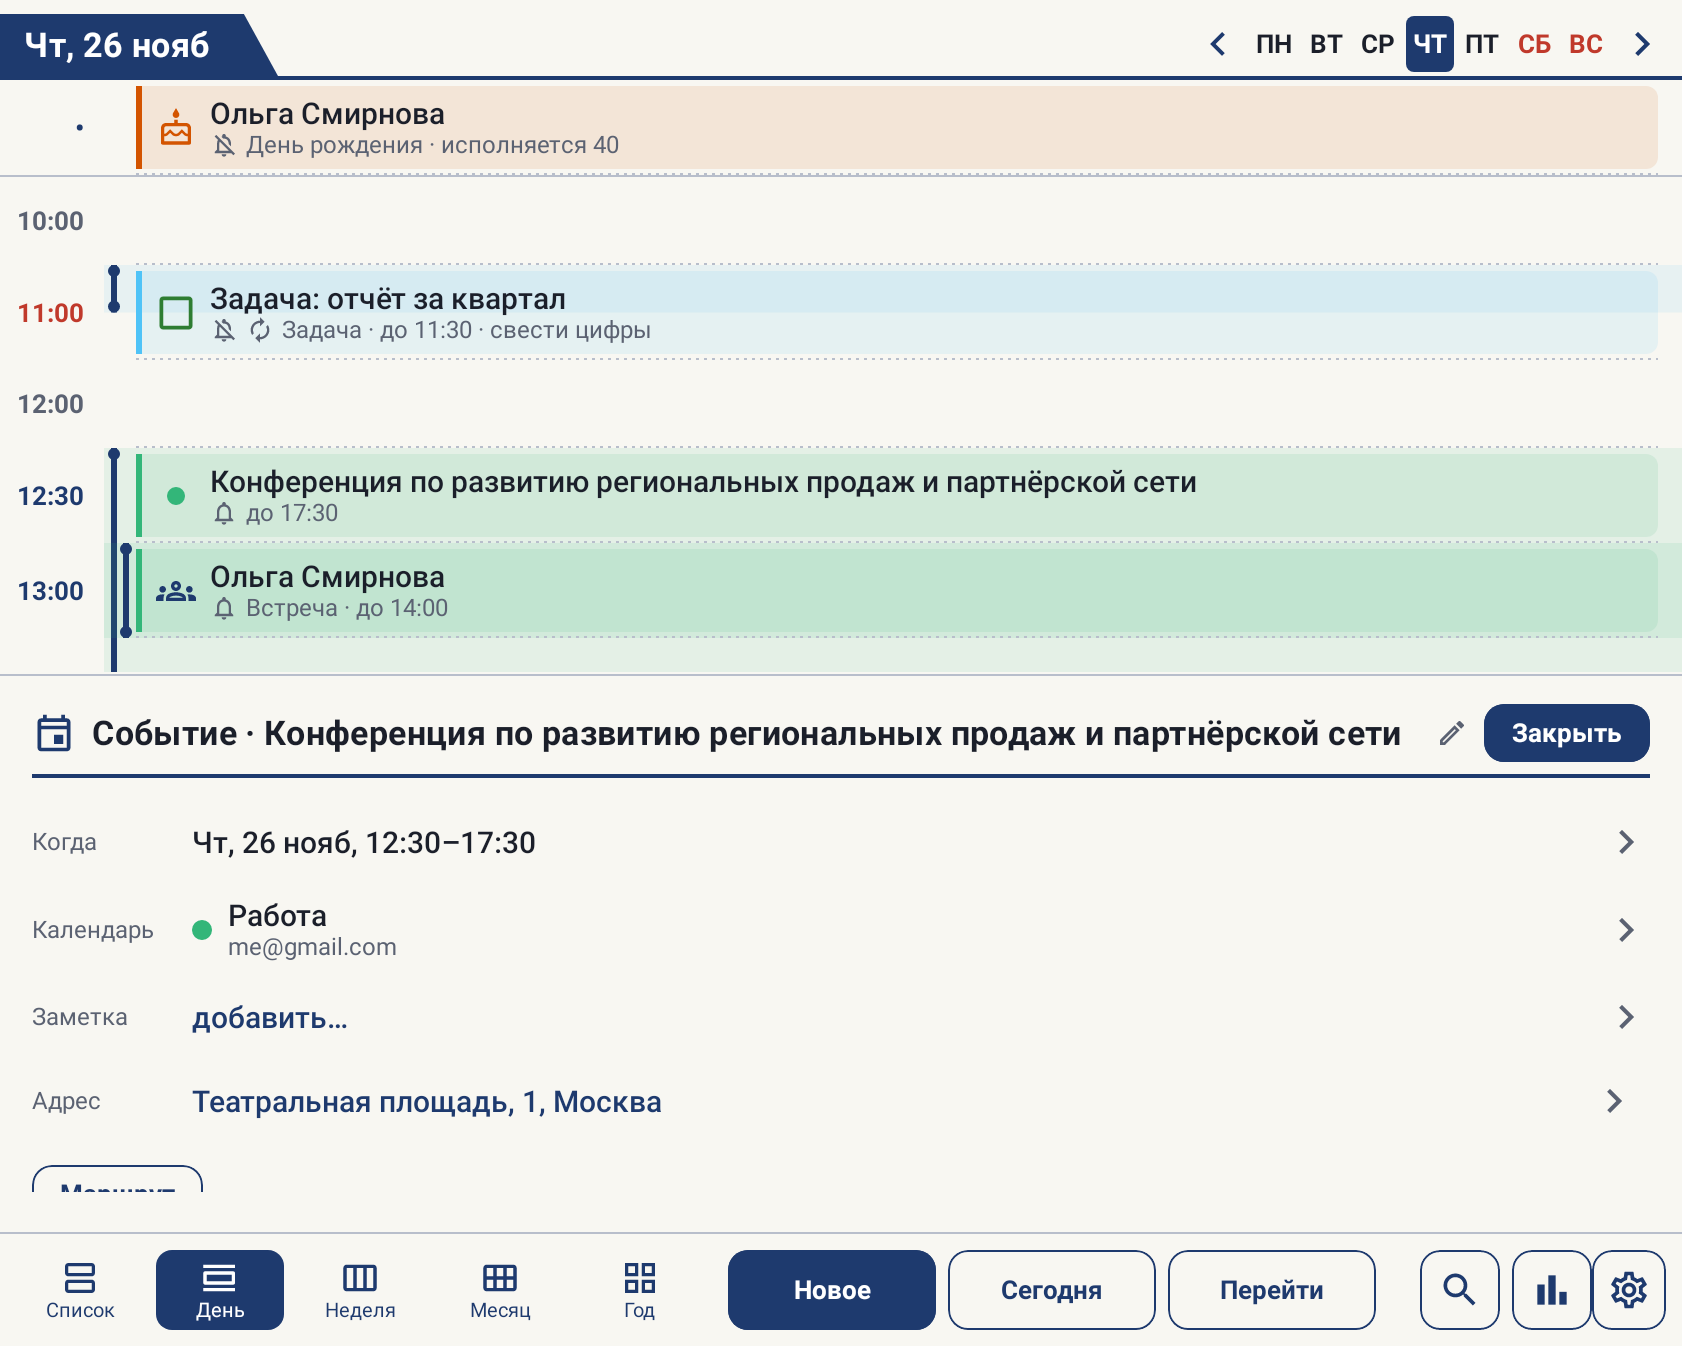 Чт, 26 нояб
ПН ВТ СР ЧТ ПТ СБ ВС
Ольга Смирнова
День рождения · исполняется 40
10:00
11:00
Задача: отчёт за квартал
Задача · до 11:30 · свести цифры
12:00
12:30
Конференция по развитию региональных продаж и партнёрской сети
до 17:30
13:00
Ольга Смирнова
Встреча · до 14:00
Событие · Конференция по развитию региональных продаж и партнёрской сети
Закрыть
Когда
Чт, 26 нояб, 12:30–17:30
Календарь
Работа
me@gmail.com
Заметка
добавить...
Адрес
Театральная площадь, 1, Москва
Маршрут
Список
День
Неделя
Месяц
Год
Новое
Сегодня
Перейти